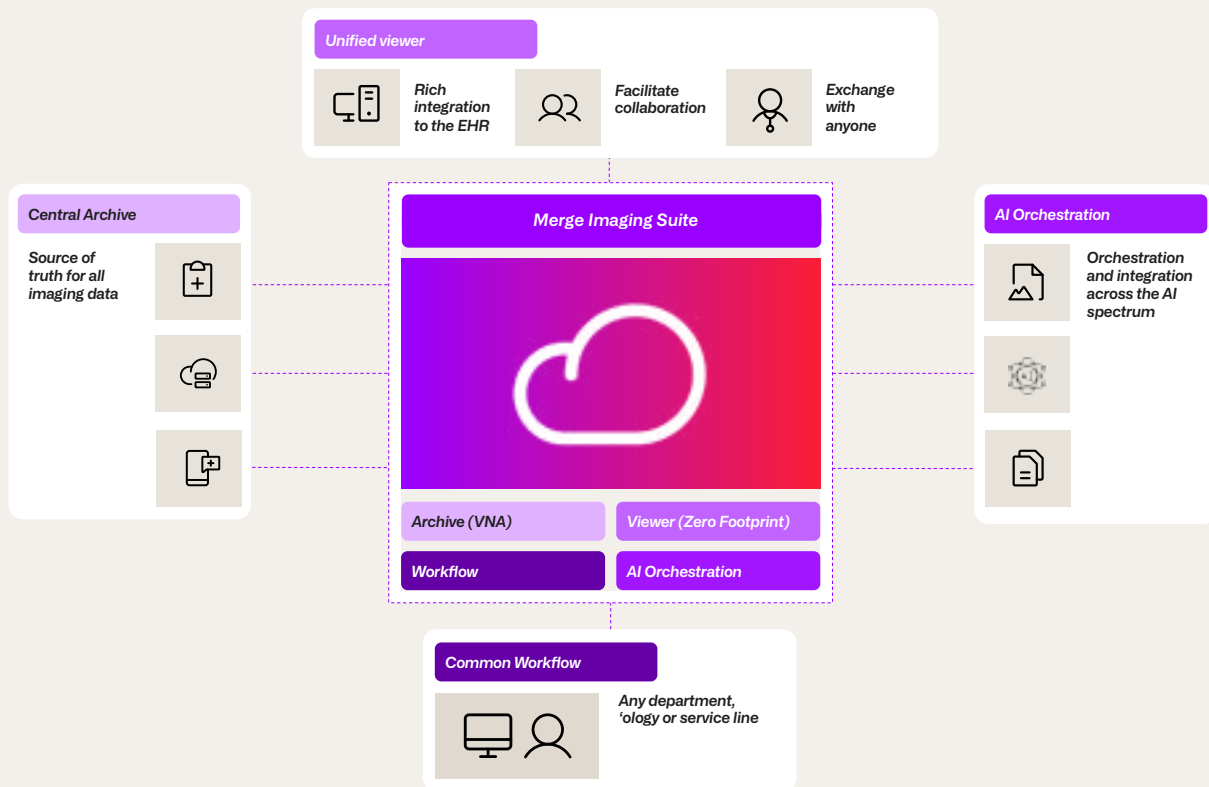 Unified viewer
Rich
integration
to the EHR
Facilitate
collaboration
Exchange
with
anyone
Central Archive
Source of
truth for all
imaging data
Merge Imaging Suite
AI Orchestration
Orchestration
and integration
across the AI
spectrum
Archive (VNA)
Viewer (Zero Footprint)
Workflow
AI Orchestration
Common Workflow
Any department,
‘ology or service line